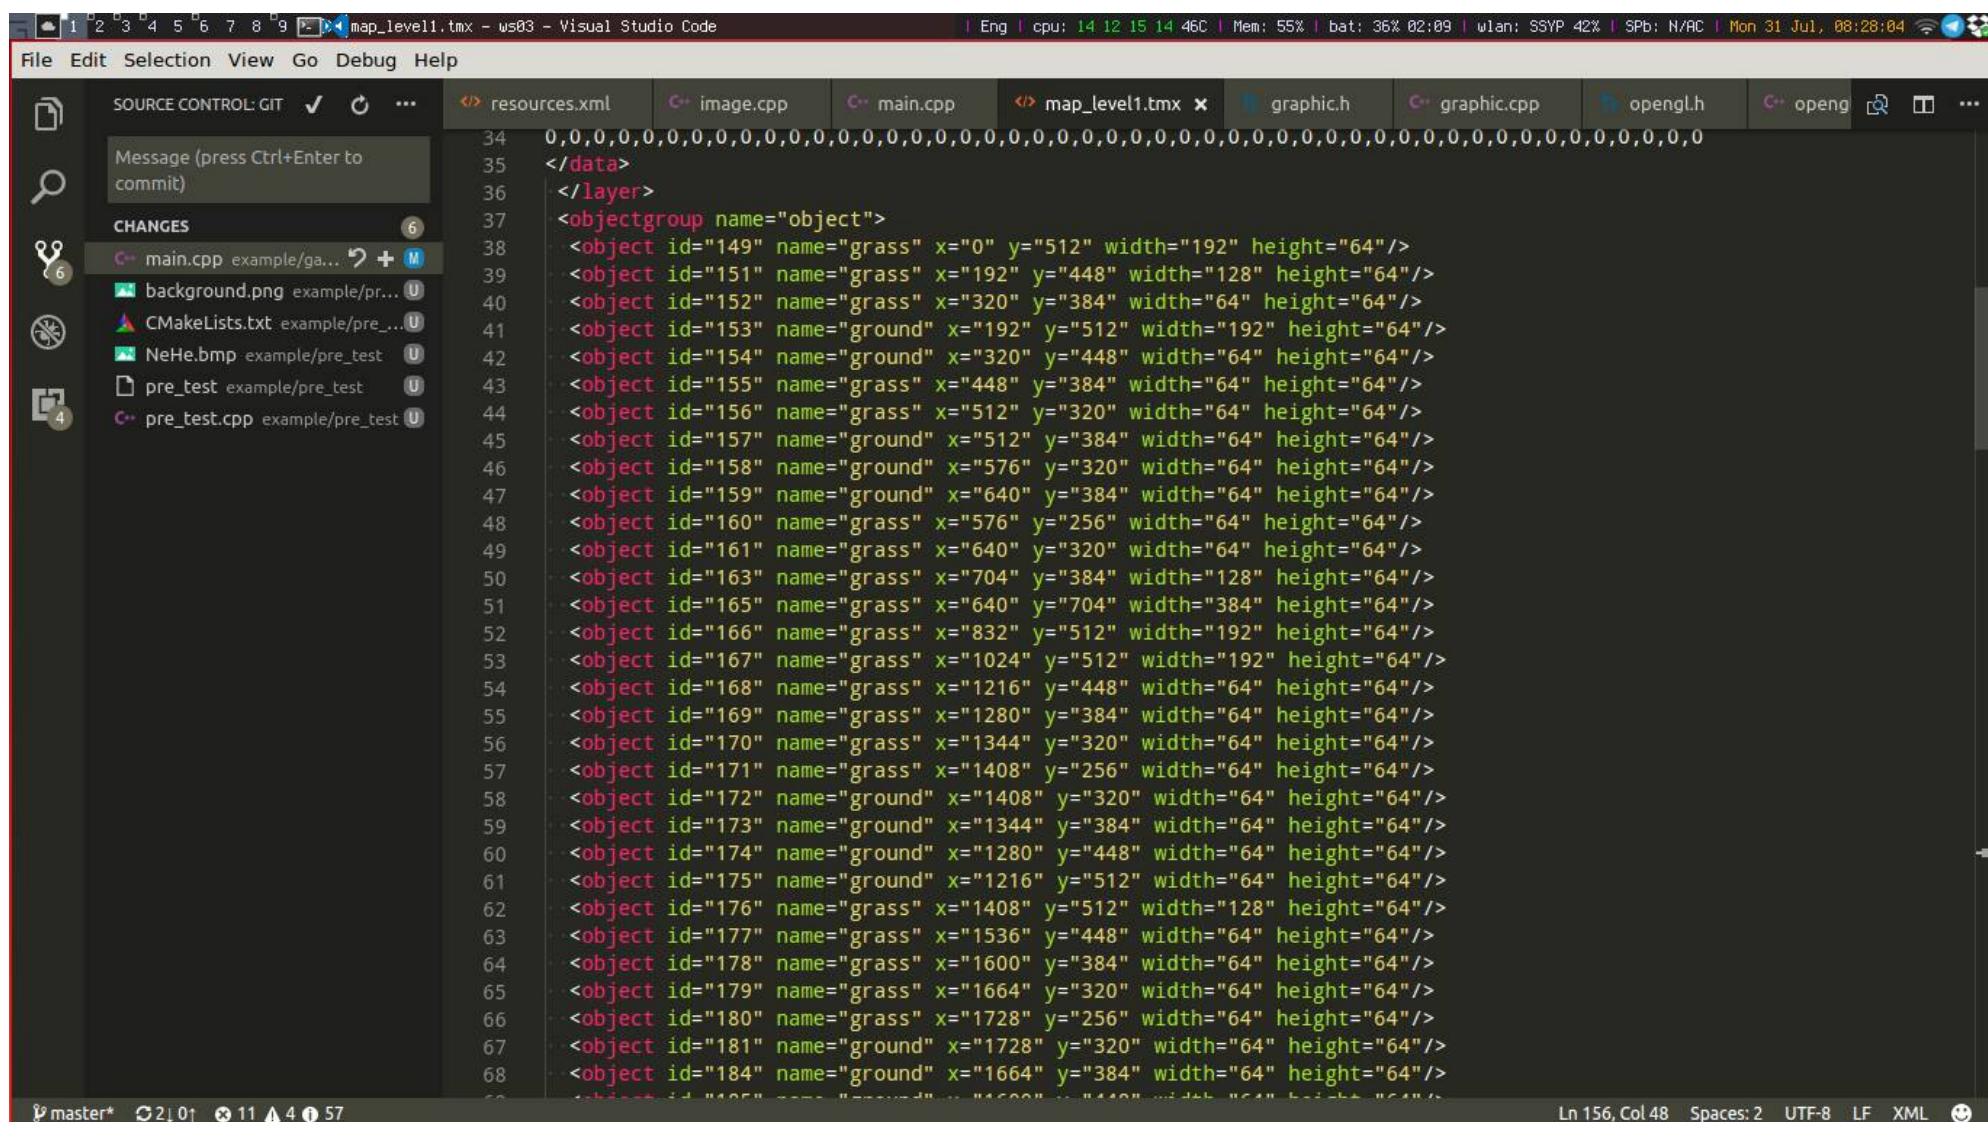 1 2 3 4 5 6 7 8 9 map_level1.tmx - ws03 - Visual Studio Code | Eng | cpu: 14 12 15 14 46C | Mem: 55% | bat: 36% 02:09 | wlan: SSYP 42% | SPb: N/AC | Mon 31 Jul, 08:28:04
File Edit Selection View Go Debug Help
SOURCE CONTROL: GIT
Message (press Ctrl+Enter to
commit)
CHANGES 6
main.cpp example/ga... M
background.png example/pr... U
CMakeLists.txt example/pre_... U
NeHe.bmp example/pre_test U
pre_test example/pre_test U
pre_test.cpp example/pre_test U
6
4
resources.xml image.cpp main.cpp map_level1.tmx graphic.h graphic.cpp opengl.h opengl
34 0,0,0,0,0,0,0,0,0,0,0,0,0,0,0,0,0,0,0,0,0,0,0,0,0,0,0,0,0,0,0,0,0,0,0,0,0,0,0,0,0,0,0,0,0,0,0,0
35 </data>
36 </layer>
37 <objectgroup name="object">
38 <object id="149" name="grass" x="0" y="512" width="192" height="64"/>
39 <object id="151" name="grass" x="192" y="448" width="128" height="64"/>
40 <object id="152" name="grass" x="320" y="384" width="64" height="64"/>
41 <object id="153" name="ground" x="192" y="512" width="192" height="64"/>
42 <object id="154" name="ground" x="320" y="448" width="64" height="64"/>
43 <object id="155" name="grass" x="448" y="384" width="64" height="64"/>
44 <object id="156" name="grass" x="512" y="320" width="64" height="64"/>
45 <object id="157" name="ground" x="512" y="384" width="64" height="64"/>
46 <object id="158" name="ground" x="576" y="320" width="64" height="64"/>
47 <object id="159" name="ground" x="640" y="384" width="64" height="64"/>
48 <object id="160" name="grass" x="576" y="256" width="64" height="64"/>
49 <object id="161" name="grass" x="640" y="320" width="64" height="64"/>
50 <object id="163" name="grass" x="704" y="384" width="128" height="64"/>
51 <object id="165" name="grass" x="640" y="704" width="384" height="64"/>
52 <object id="166" name="grass" x="832" y="512" width="192" height="64"/>
53 <object id="167" name="grass" x="1024" y="512" width="192" height="64"/>
54 <object id="168" name="grass" x="1216" y="448" width="64" height="64"/>
55 <object id="169" name="grass" x="1280" y="384" width="64" height="64"/>
56 <object id="170" name="grass" x="1344" y="320" width="64" height="64"/>
57 <object id="171" name="grass" x="1408" y="256" width="64" height="64"/>
58 <object id="172" name="ground" x="1408" y="320" width="64" height="64"/>
59 <object id="173" name="ground" x="1344" y="384" width="64" height="64"/>
60 <object id="174" name="ground" x="1280" y="448" width="64" height="64"/>
61 <object id="175" name="ground" x="1216" y="512" width="64" height="64"/>
62 <object id="176" name="grass" x="1408" y="512" width="128" height="64"/>
63 <object id="177" name="grass" x="1536" y="448" width="64" height="64"/>
64 <object id="178" name="grass" x="1600" y="384" width="64" height="64"/>
65 <object id="179" name="grass" x="1664" y="320" width="64" height="64"/>
66 <object id="180" name="grass" x="1728" y="256" width="64" height="64"/>
67 <object id="181" name="ground" x="1728" y="320" width="64" height="64"/>
68 <object id="184" name="ground" x="1664" y="384" width="64" height="64"/>
master* 2↓ 0↑ 11 4 57 Ln 156, Col 48 Spaces: 2 UTF-8 LF XML